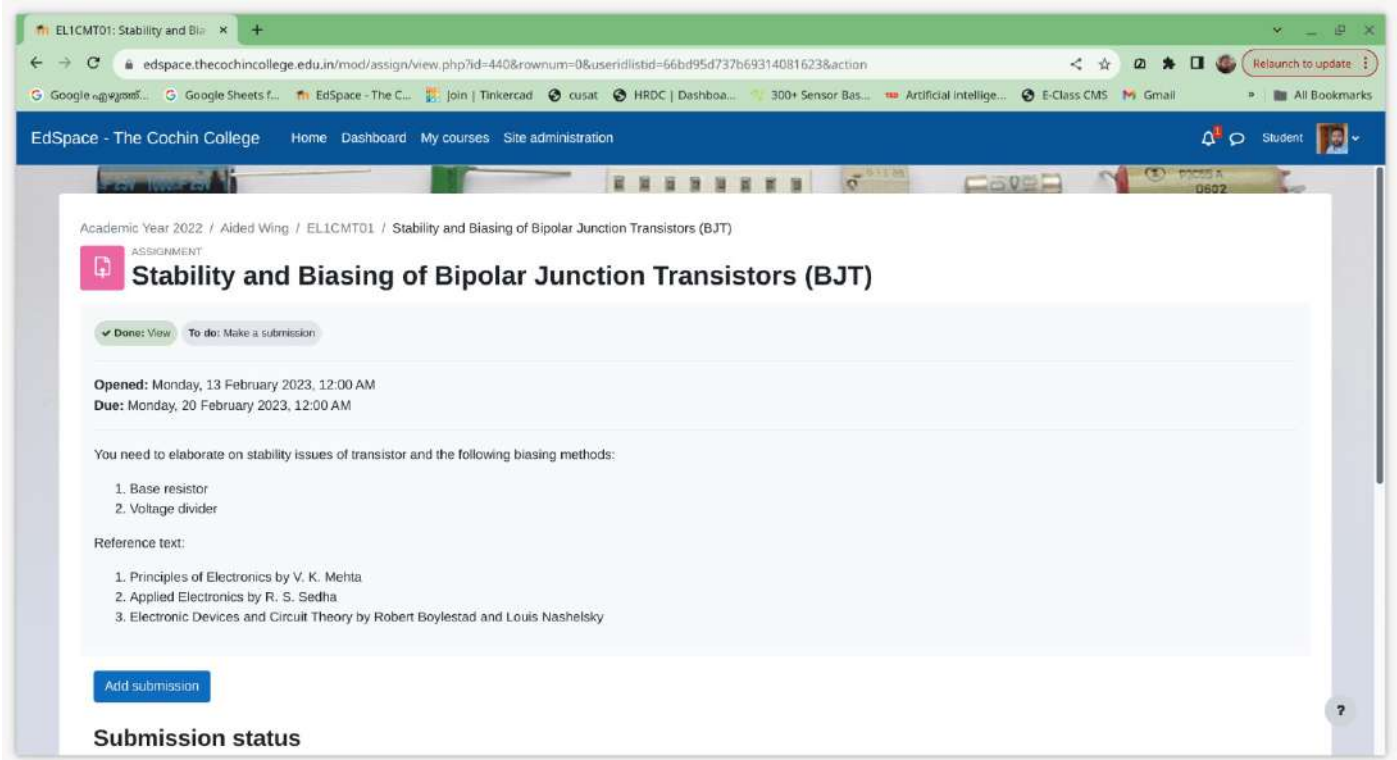 EL1CMT01: Stability and Bia
edspace.thecochincollege.edu.in/mod/assign/view.php?id=440&rownum=0&useridlistid=66bd95d737b69314081623&action
Relaunch to update
Google എഴുത്ത്... Google Sheets f... EdSpace - The C... Join | Tinkercad cusat HRDC | Dashboa... 300+ Sensor Bas... Artificial Intellige... E-Class CMS Gmail » All Bookmarks
EdSpace - The Cochin College Home Dashboard My courses Site administration 1 Student
Academic Year 2022 / Aided Wing / EL1CMT01 / Stability and Biasing of Bipolar Junction Transistors (BJT)
ASSIGNMENT
Stability and Biasing of Bipolar Junction Transistors (BJT)
Done: View To do: Make a submission
Opened: Monday, 13 February 2023, 12:00 AM
Due: Monday, 20 February 2023, 12:00 AM
You need to elaborate on stability issues of transistor and the following biasing methods:
1. Base resistor
2. Voltage divider
Reference text:
1. Principles of Electronics by V. K. Mehta
2. Applied Electronics by R. S. Sedha
3. Electronic Devices and Circuit Theory by Robert Boylestad and Louis Nashelsky
Add submission
?
Submission status